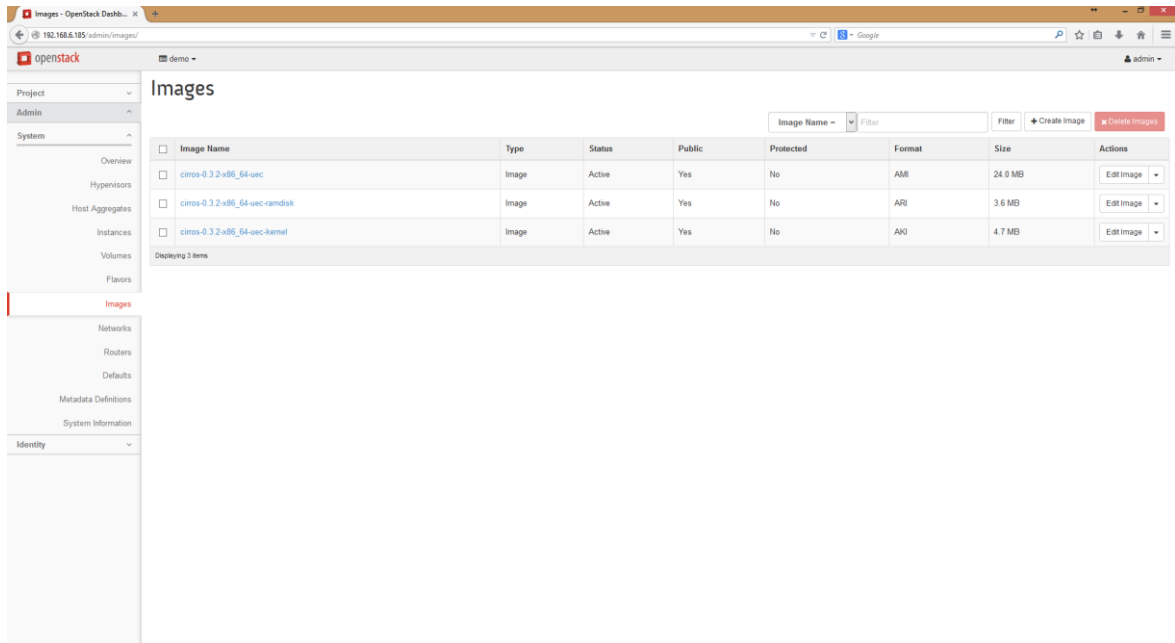 Images - OpenStack Dashb...
192.168.6.185/admin/images/
Google
openstack
demo
admin
Project
Admin
System
Overview
Hypervisors
Host Aggregates
Instances
Volumes
Flavors
Images
Networks
Routers
Defaults
Metadata Definitions
System Information
Identity
Images
Image Name = Filter Filter Create Image Delete Images
Image Name Type Status Public Protected Format Size Actions
cirros-0.3.2-x86_64-uec Image Active Yes No AMI 24.0 MB Edit Image
cirros-0.3.2-x86_64-uec-ramdisk Image Active Yes No ARI 3.6 MB Edit Image
cirros-0.3.2-x86_64-uec-kernel Image Active Yes No AKI 4.7 MB Edit Image
Displaying 3 items